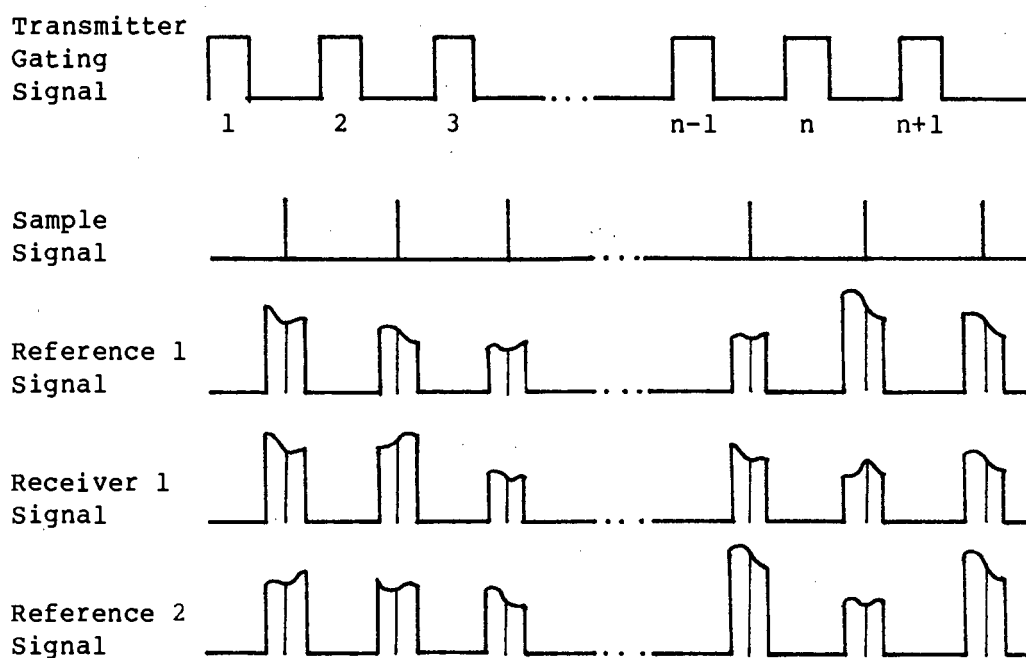 Transmitter
Gating
Signal
...
1 2 3 n-1 n n+1
Sample
Signal
...
Reference 1
Signal
...
Receiver 1
Signal
...
Reference 2
Signal
...